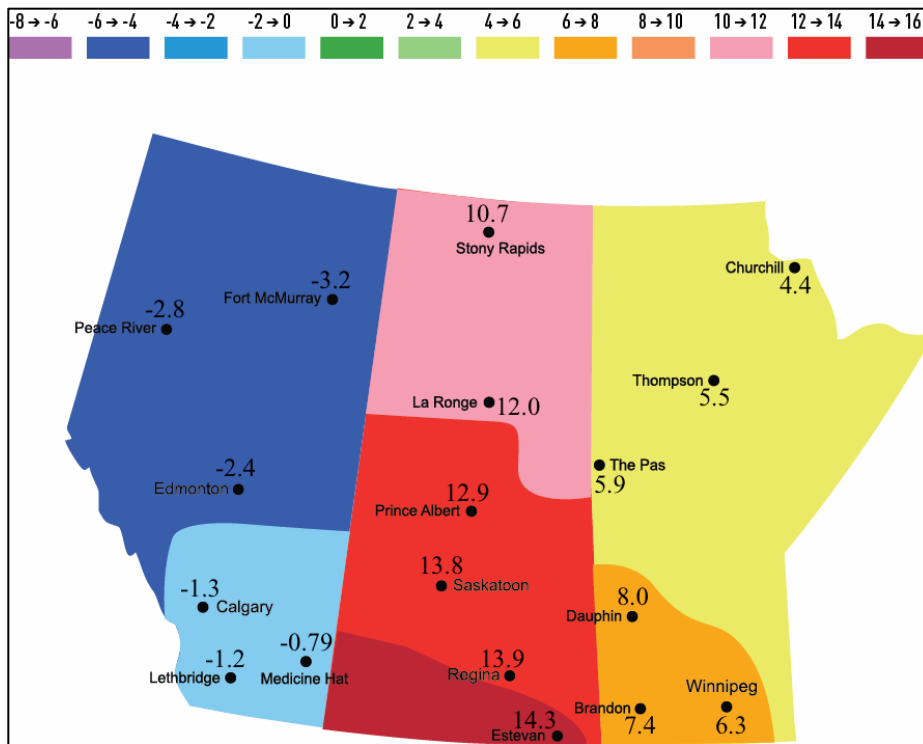 -8 → -6 -6 → -4 -4 → -2 -2 → 0 0 → 2 2 → 4 4 → 6 6 → 8 8 → 10 10 → 12 12 → 14 14 → 16
10.7
Stony Rapids
Churchill
4.4
-3.2
Fort McMurray
-2.8
Peace River
Thompson
5.5
La Ronge
12.0
The Pas
5.9
-2.4
Edmonton
12.9
Prince Albert
13.8
Saskatoon
-1.3
Calgary
8.0
Dauphin
-0.79
Medicine Hat
-1.2
Lethbridge
13.9
Regina
Winnipeg
6.3
Brandon
7.4
14.3
Estevan